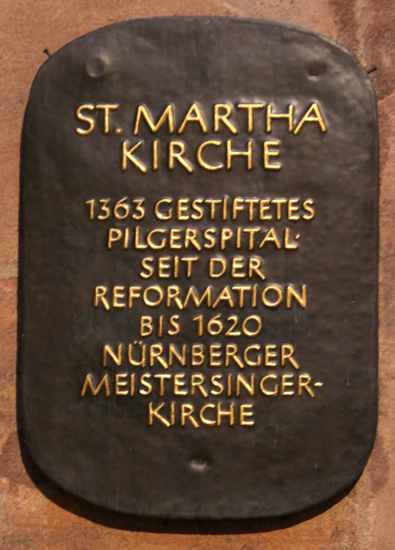 ST. MARTHA
KIRCHE
1363 GESTIFTETES
PILGERSPITAL·
SEIT DER
REFORMATION
BIS 1620
NÜRNBERGER
MEISTERSINGER-
KIRCHE